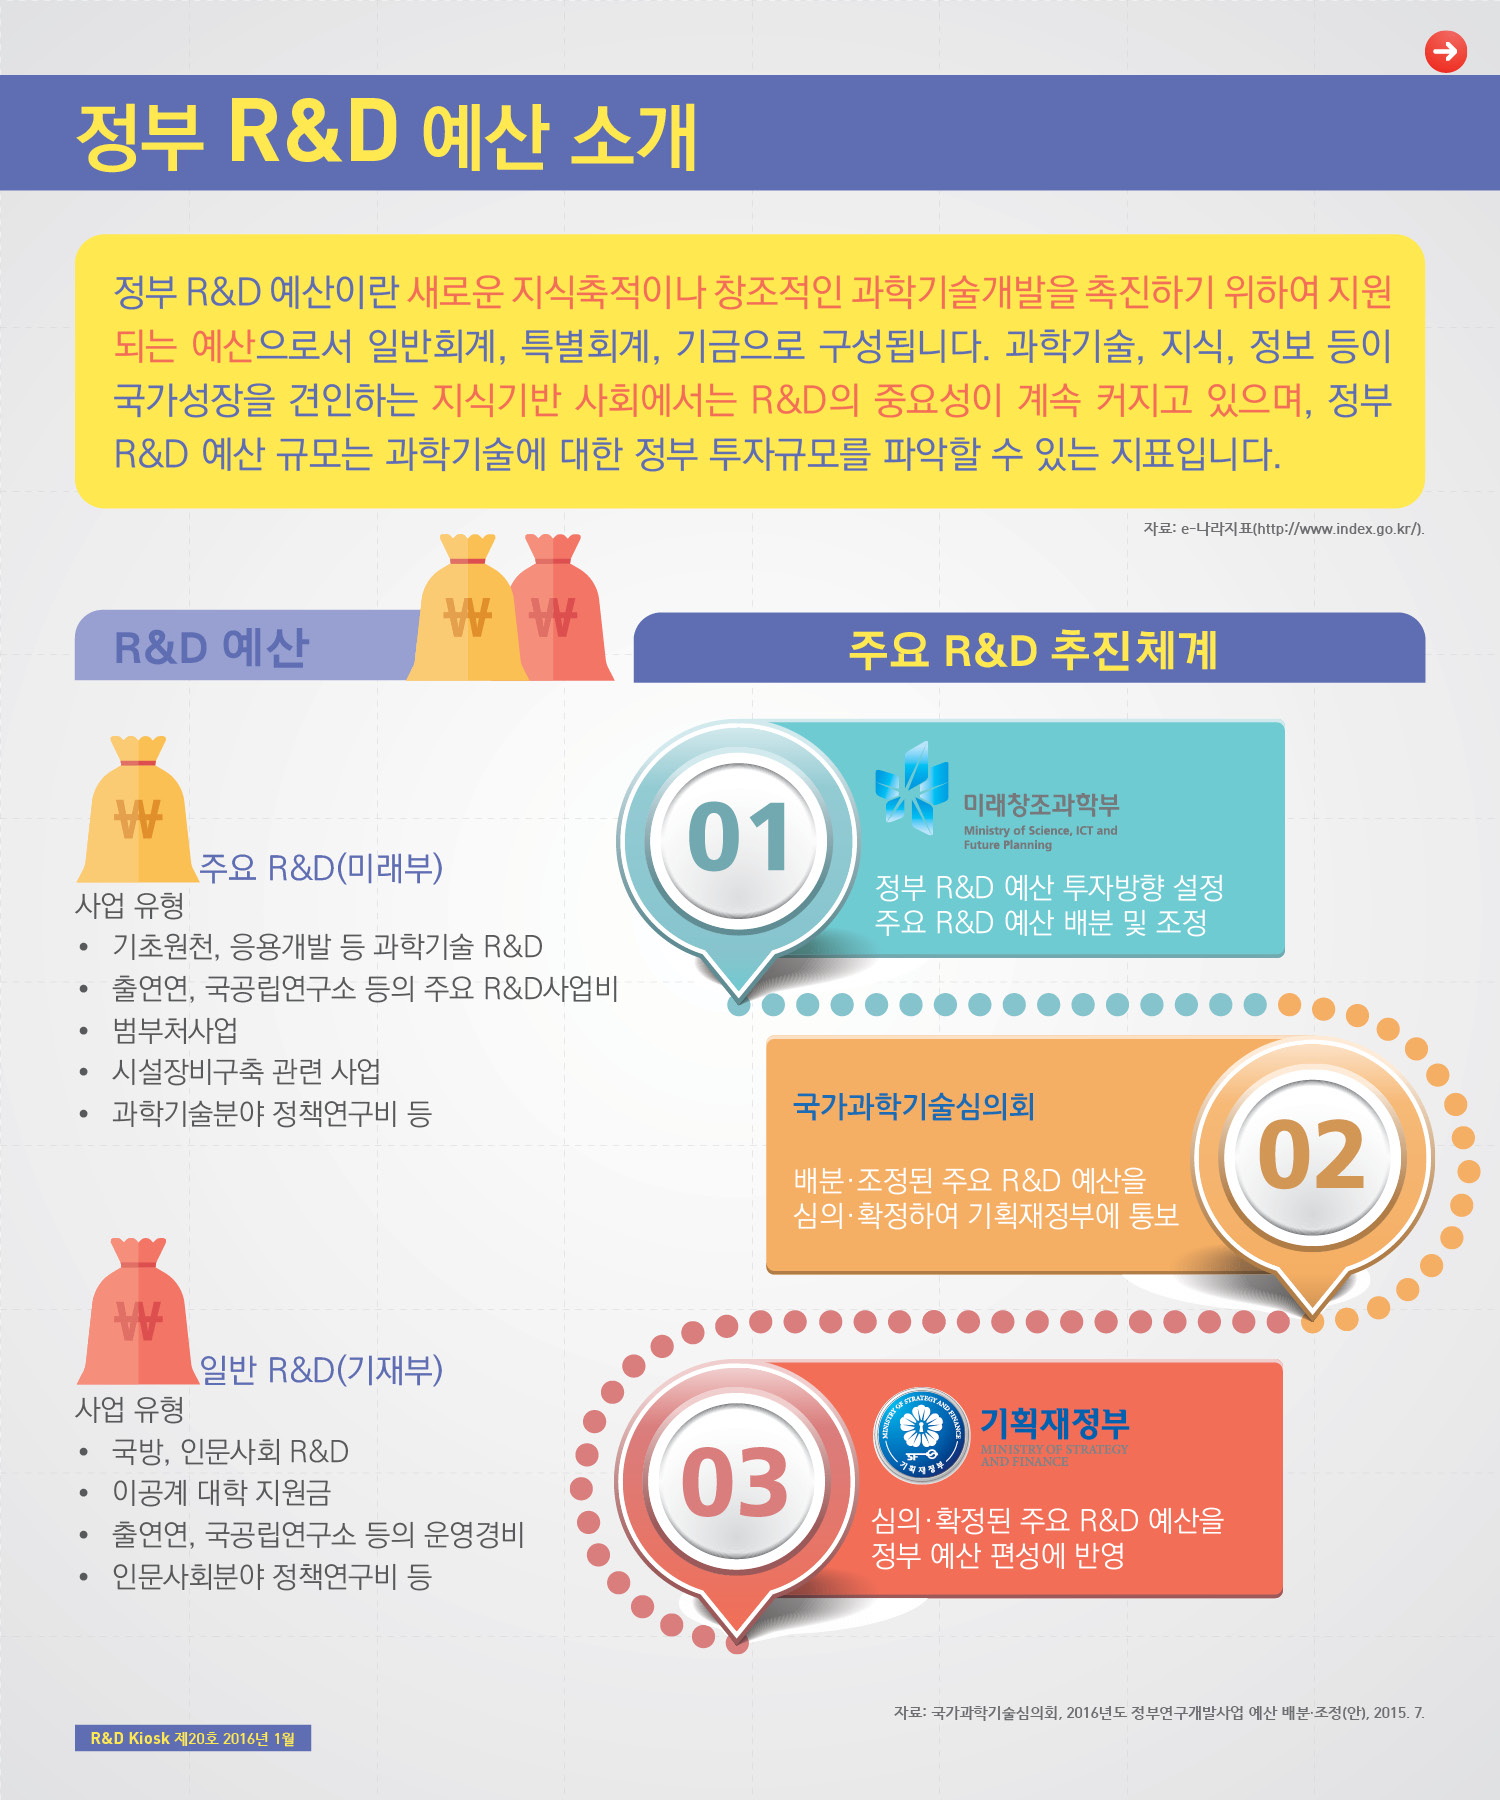 정부 R&D 예산 소개
정부 R&D 예산이란 새로운 지식축적이나 창조적인 과학기술개발을 촉진하기 위하여 지원
되는 예산으로서 일반회계, 특별회계, 기금으로 구성됩니다. 과학기술, 지식, 정보 등이
국가성장을 견인하는 지식기반 사회에서는 R&D의 중요성이 계속 커지고 있으며, 정부
R&D 예산 규모는 과학기술에 대한 정부 투자규모를 파악할 수 있는 지표입니다.
자료: e-나라지표(http://www.index.go.kr/).
R&D 예산
₩
₩
₩
주요 R&D(미래부)
사업 유형
• 기초원천, 응용개발 등 과학기술 R&D
• 출연연, 국공립연구소 등의 주요 R&D사업비
• 범부처사업
• 시설장비구축 관련 사업
• 과학기술분야 정책연구비 등
₩
일반 R&D(기재부)
사업 유형
• 국방, 인문사회 R&D
• 이공계 대학 지원금
• 출연연, 국공립연구소 등의 운영경비
• 인문사회분야 정책연구비 등
주요 R&D 추진체계
01
미래창조과학부
Ministry of Science, ICT and
Future Planning
정부 R&D 예산 투자방향 설정
주요 R&D 예산 배분 및 조정
02
국가과학기술심의회
배분·조정된 주요 R&D 예산을
심의·확정하여 기획재정부에 통보
03
MINISTRY OF STRATEGY AND FINANCE
기획재정부
기획재정부
MINISTRY OF STRATEGY
AND FINANCE
심의·확정된 주요 R&D 예산을
정부 예산 편성에 반영
자료: 국가과학기술심의회, 2016년도 정부연구개발사업 예산 배분·조정(안), 2015. 7.
R&D Kiosk 제20호 2016년 1월